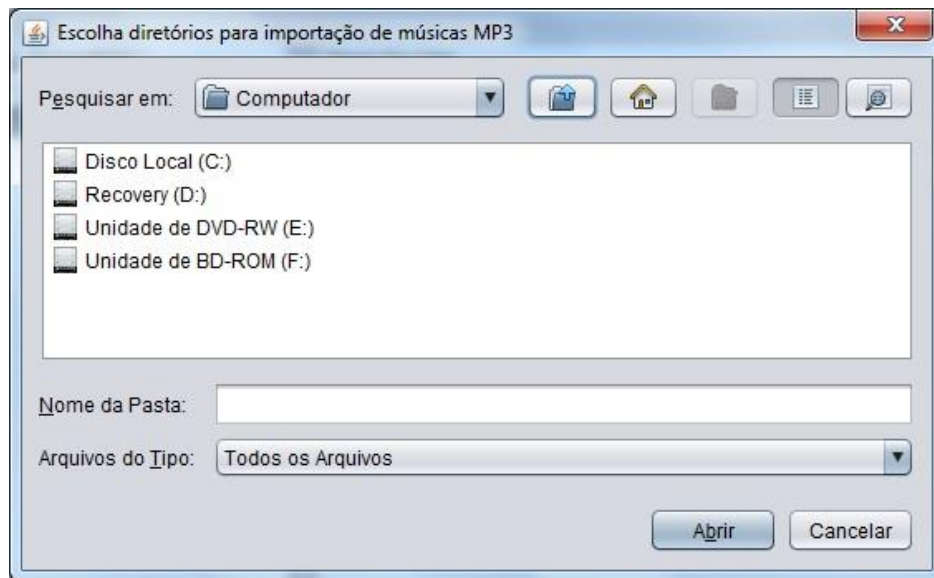 Escolha diretórios para importação de músicas MP3
Pesquisar em: Computador
Disco Local (C:)
Recovery (D:)
Unidade de DVD-RW (E:)
Unidade de BD-ROM (F:)
Nome da Pasta:
Arquivos do Tipo: Todos os Arquivos
Abrir Cancelar